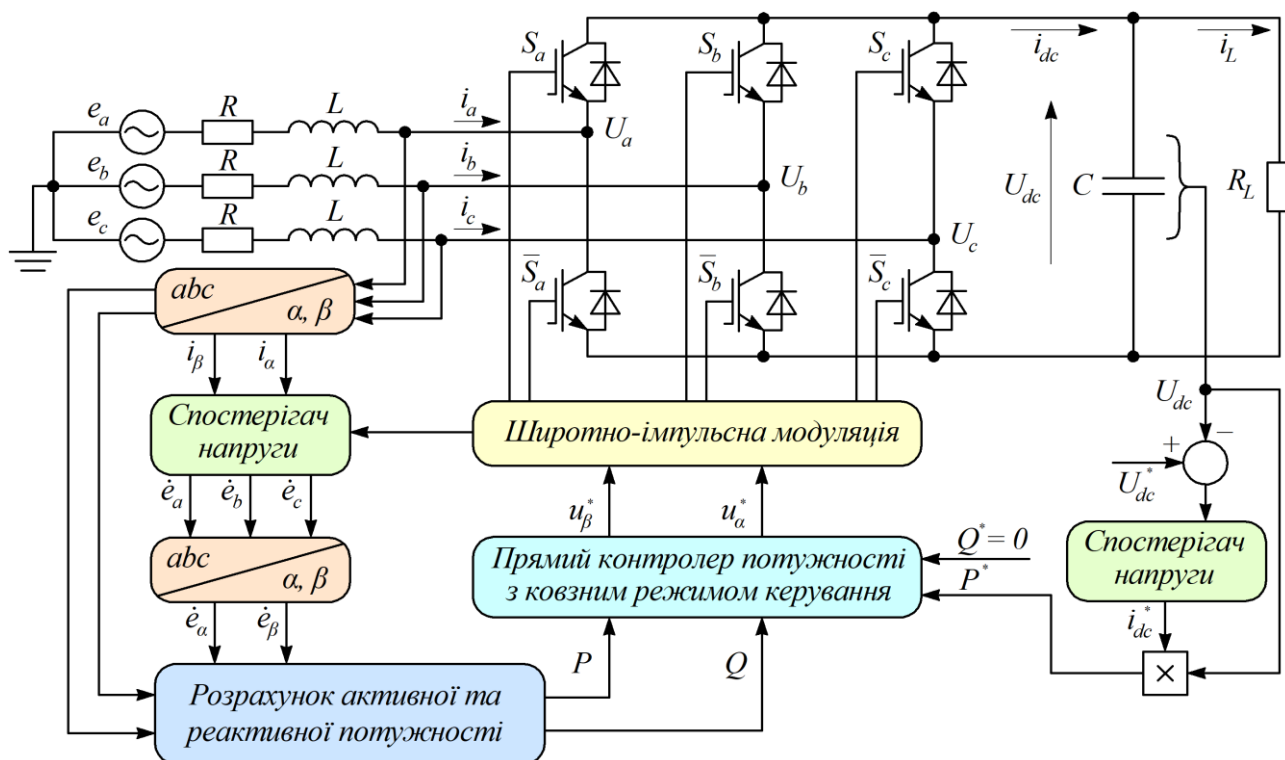 S_a
S_b
S_c
i_dc
i_L
e_a
R
L
i_a
U_a
e_b
R
L
i_b
U_b
e_c
R
L
i_c
U_c
U_dc
C
R_L
S̅_a
S̅_b
S̅_c
abc
α, β
i_β
i_α
Спостерігач
напруги
Широтно-імпульсна модуляція
U_dc
+
−
U*_dc
ė_a
ė_b
ė_c
u*_β
u*_α
abc
α, β
Прямий контролер потужності
з ковзним режимом керування
Q* = 0
P*
Спостерігач
напруги
i*_dc
ė_α
ė_β
P
Q
×
Розрахунок активної та
реактивної потужності